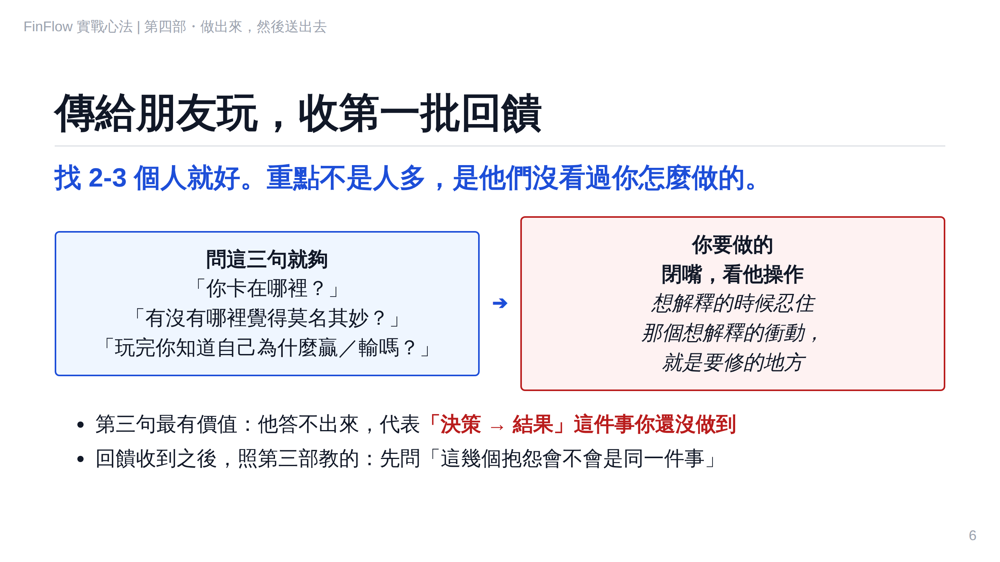 FinFlow 實戰心法 | 第四部・做出來，然後送出去
傳給朋友玩，收第一批回饋
找 2-3 個人就好。重點不是人多，是他們沒看過你怎麼做的。
問這三句就夠
「你卡在哪裡？」
「有沒有哪裡覺得莫名其妙？」
「玩完你知道自己為什麼贏／輸嗎？」
➔
你要做的
閉嘴，看他操作
想解釋的時候忍住
那個想解釋的衝動，
就是要修的地方
• 第三句最有價值：他答不出來，代表「決策 → 結果」這件事你還沒做到
• 回饋收到之後，照第三部教的：先問「這幾個抱怨會不會是同一件事」
6